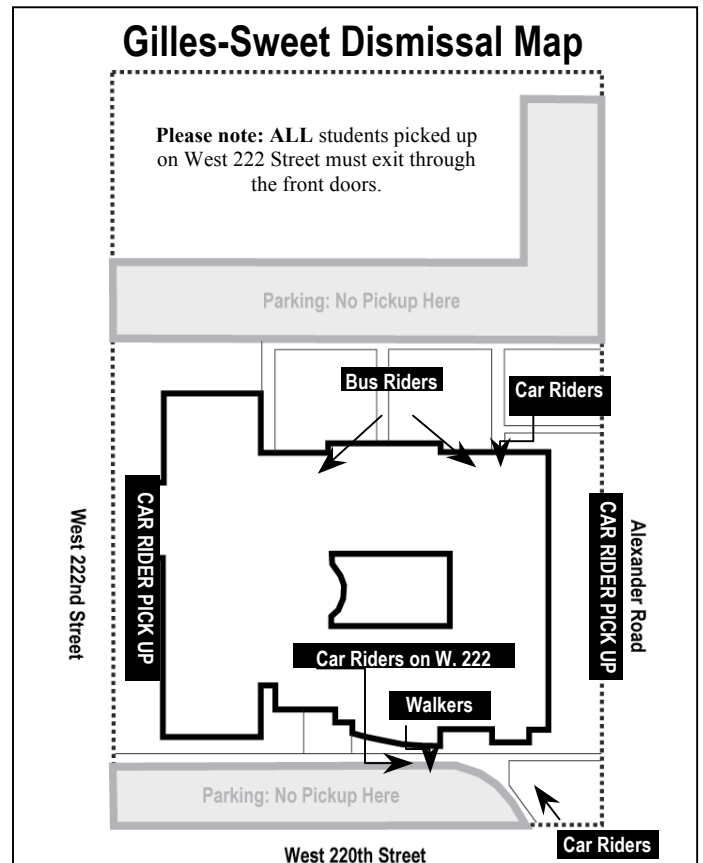 Gilles-Sweet Dismissal Map
Please note: ALL students picked up
on West 222 Street must exit through
the front doors.
Parking: No Pickup Here
Bus Riders
Car Riders
CAR RIDER PICK UP
West 222nd Street
CAR RIDER PICK UP
Alexander Road
Car Riders on W. 222
Walkers
Parking: No Pickup Here
Car Riders
West 220th Street